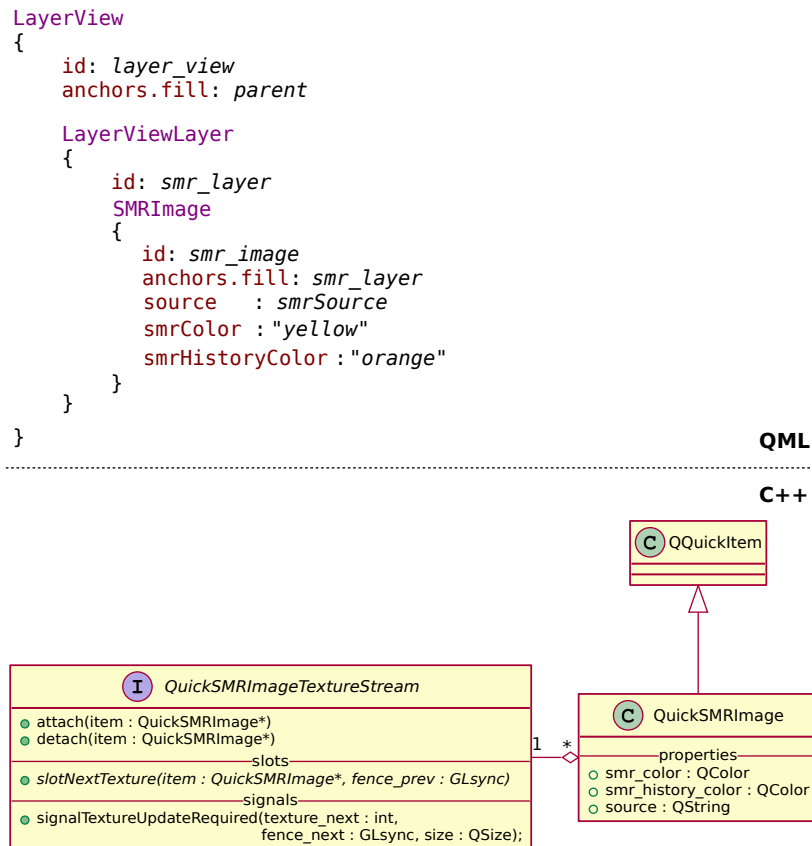 LayerView
{
id: layer_view
anchors.fill: parent
LayerViewLayer
{
id: smr_layer
SMRImage
{
id: smr_image
anchors.fill: smr_layer
source : smrSource
smrColor : "yellow"
smrHistoryColor : "orange"
}
}
}
QML
C++
C QQuickItem
I QuickSMRImageTextureStream
attach(item : QuickSMRImage*)
detach(item : QuickSMRImage*)
slots
slotNextTexture(item : QuickSMRImage*, fence_prev : GLsync)
signals
signalTextureUpdateRequired(texture_next : int,
fence_next : GLsync, size : QSize);
1 *
C QuickSMRImage
properties
smr_color : QColor
smr_history_color : QColor
source : QString